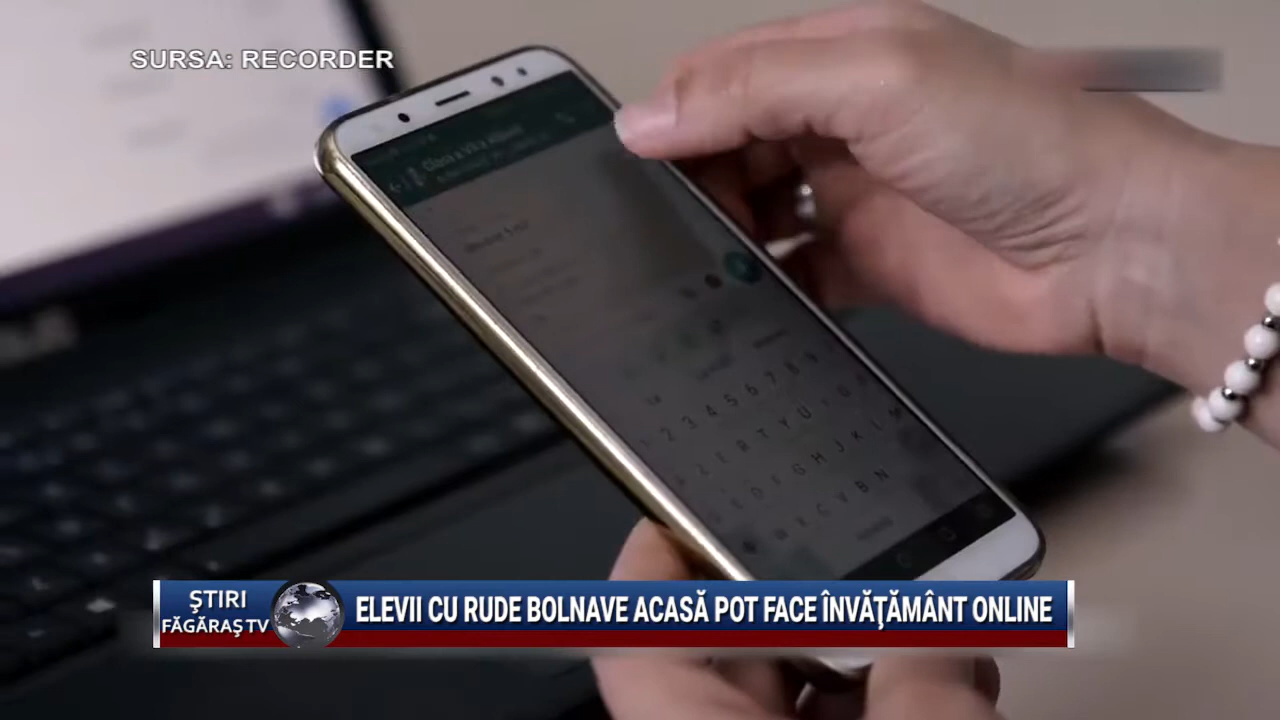 SURSA: RECORDER
ŞTIRI
FĂGĂRAŞ TV
ELEVII CU RUDE BOLNAVE ACASĂ POT FACE ÎNVĂŢĂMÂNT ONLINE